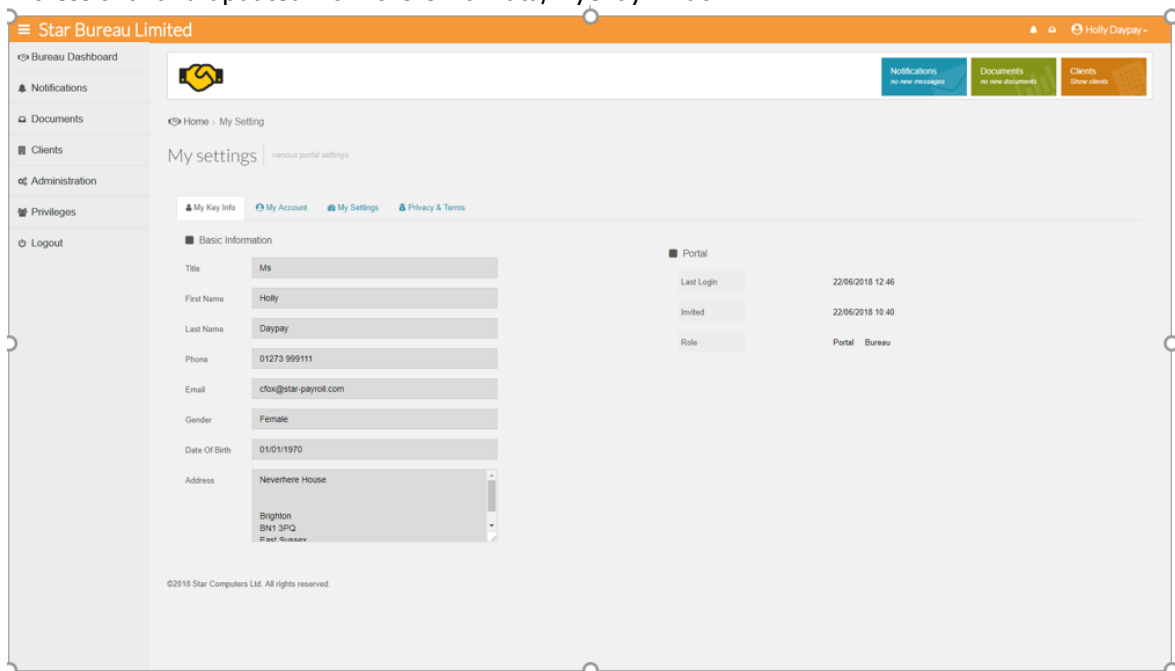 Star Bureau Limited
Holly Daypay
Bureau Dashboard
Notifications
Documents
Clients
Administration
Privileges
Logout
Notifications
no new messages
Documents
no new documents
Clients
Show clients
Home › My Setting
My settings various portal settings
My Key Info My Account My Settings Privacy & Terms
Basic Information
Title Ms
First Name Holly
Last Name Daypay
Phone 01273 999111
Email cfox@star-payroll.com
Gender Female
Date Of Birth 01/01/1970
Address Neverhere House
Brighton
BN1 3PQ
East Sussex
Portal
Last Login 22/06/2018 12:46
Invited 22/06/2018 10:40
Role Portal Bureau
©2018 Star Computers Ltd. All rights reserved.